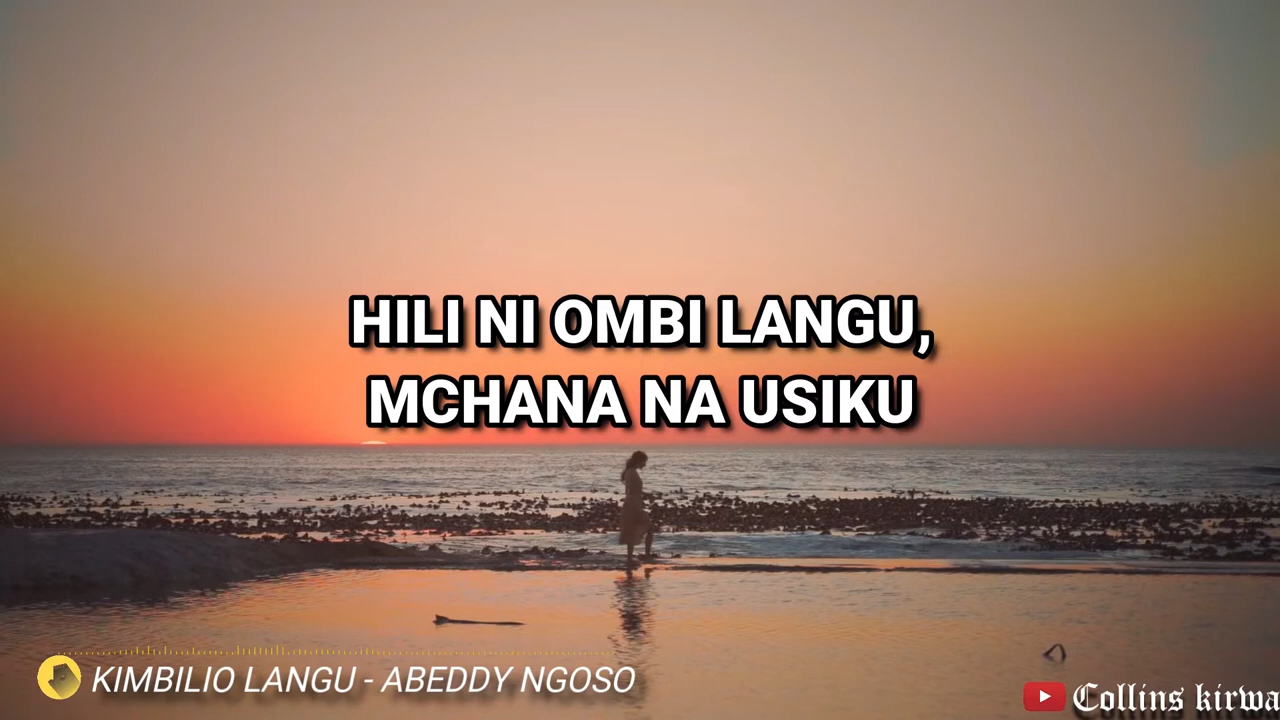 HILI NI OMBI LANGU,
MCHANA NA USIKU
KIMBILIO LANGU - ABEDDY NGOSO
Collins kirwa